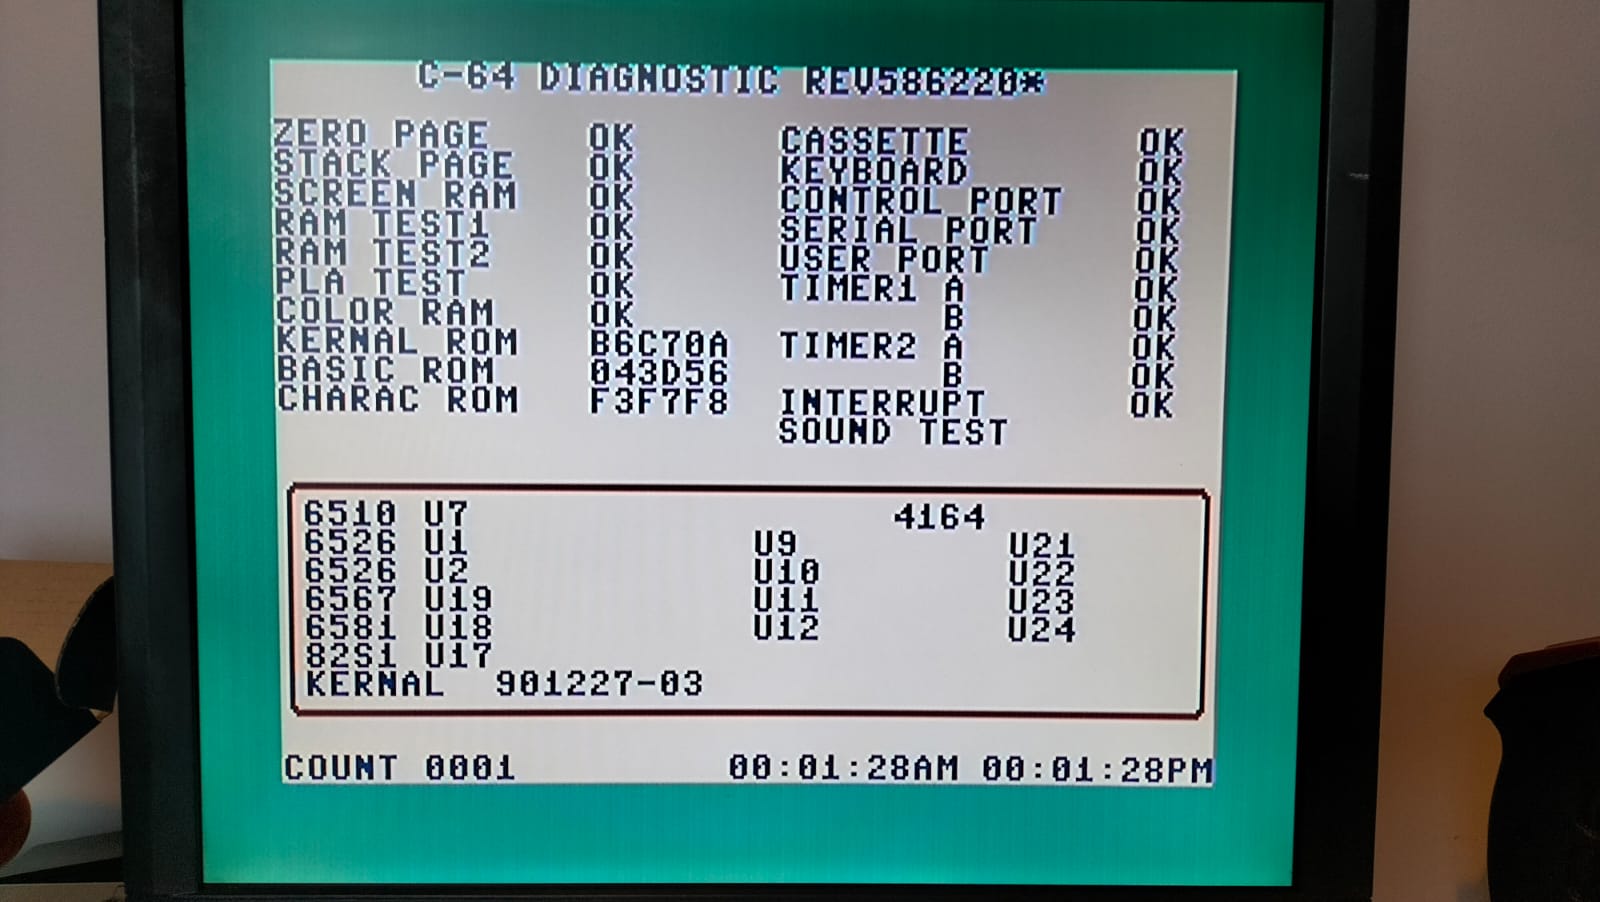 C-64 DIAGNOSTIC REV586220*
ZERO PAGE OK CASSETTE OK
STACK PAGE OK KEYBOARD OK
SCREEN RAM OK CONTROL PORT OK
RAM TEST1 OK SERIAL PORT OK
RAM TEST2 OK USER PORT OK
PLA TEST OK TIMER1 A OK
COLOR RAM OK B OK
KERNAL ROM B6C70A TIMER2 A OK
BASIC ROM 043D56 B OK
CHARAC ROM F3F7F8 INTERRUPT OK
SOUND TEST
6510 U7 4164
6526 U1 U9 U21
6526 U2 U10 U22
6567 U19 U11 U23
6581 U18 U12 U24
82S1 U17
KERNAL 901227-03
COUNT 0001 00:01:28AM 00:01:28PM